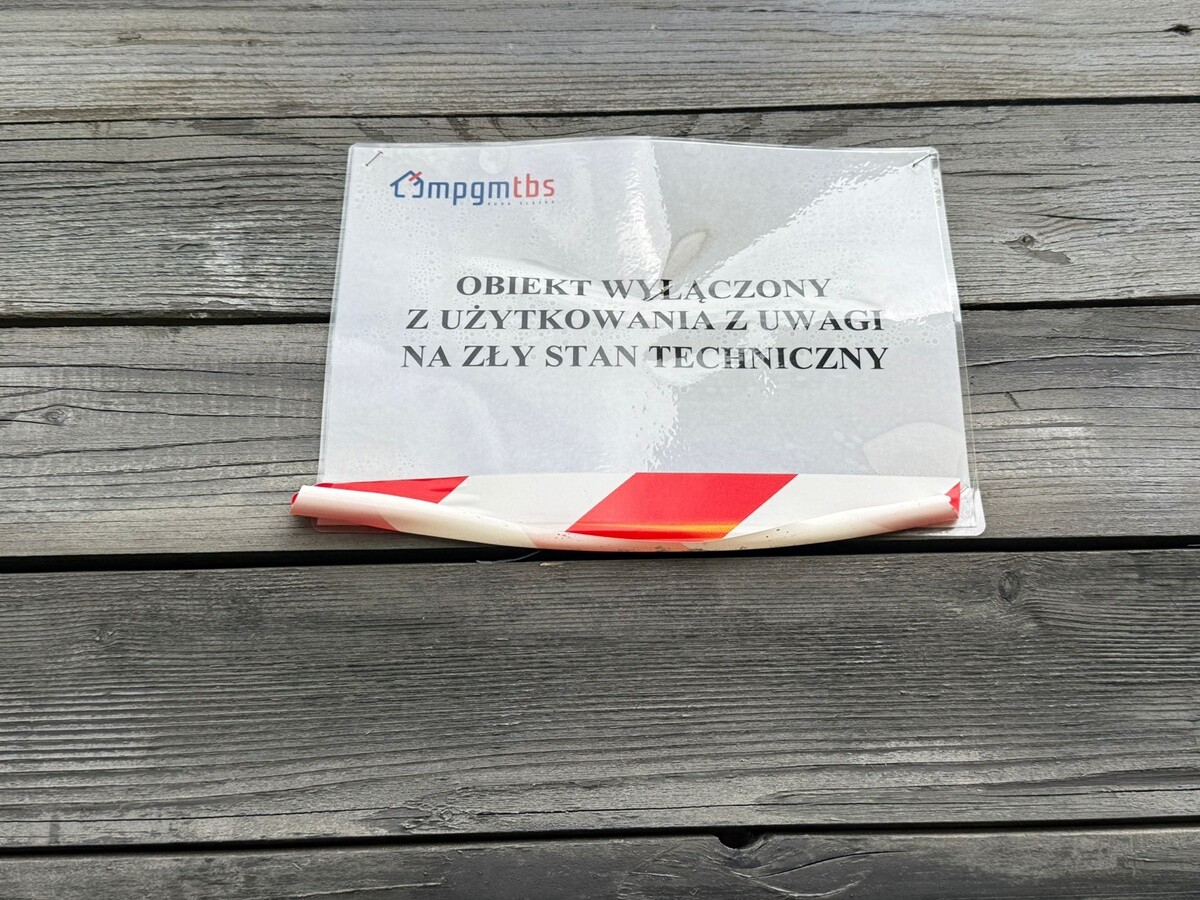 mpgmtbs
OBIEKT WYŁĄCZONY
Z UŻYTKOWANIA Z UWAGI
NA ZŁY STAN TECHNICZNY